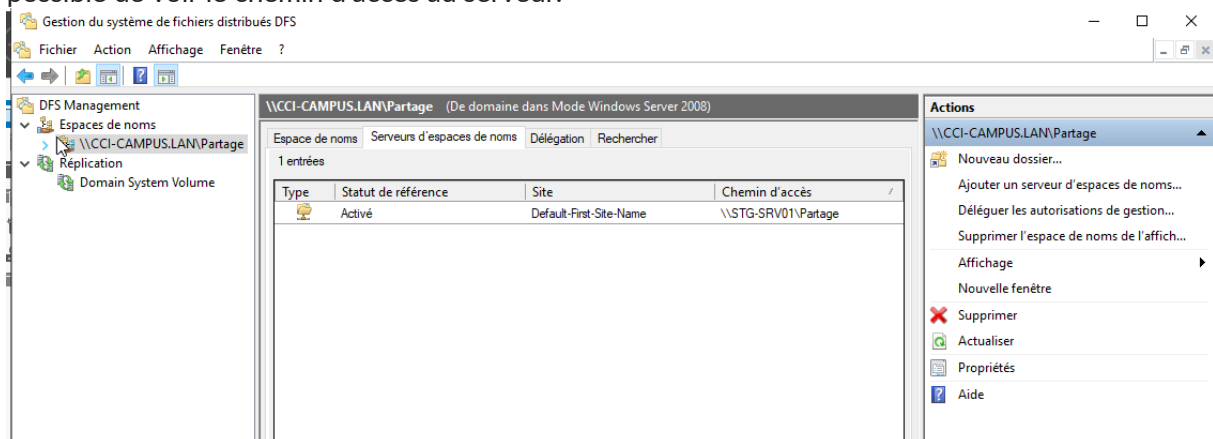 possible de voir le chemin d'accès au serveur.
Gestion du système de fichiers distribués DFS
Fichier Action Affichage Fenêtre ?
DFS Management
Espaces de noms
\\CCI-CAMPUS.LAN\Partage
Réplication
Domain System Volume
\\CCI-CAMPUS.LAN\Partage (De domaine dans Mode Windows Server 2008)
Espace de noms Serveurs d'espaces de noms Délégation Rechercher
1 entrées
Type Statut de référence Site Chemin d'accès
Activé Default-First-Site-Name \\STG-SRV01\Partage
Actions
\\CCI-CAMPUS.LAN\Partage
Nouveau dossier...
Ajouter un serveur d'espaces de noms...
Déléguer les autorisations de gestion...
Supprimer l'espace de noms de l'affich...
Affichage
Nouvelle fenêtre
Supprimer
Actualiser
Propriétés
Aide